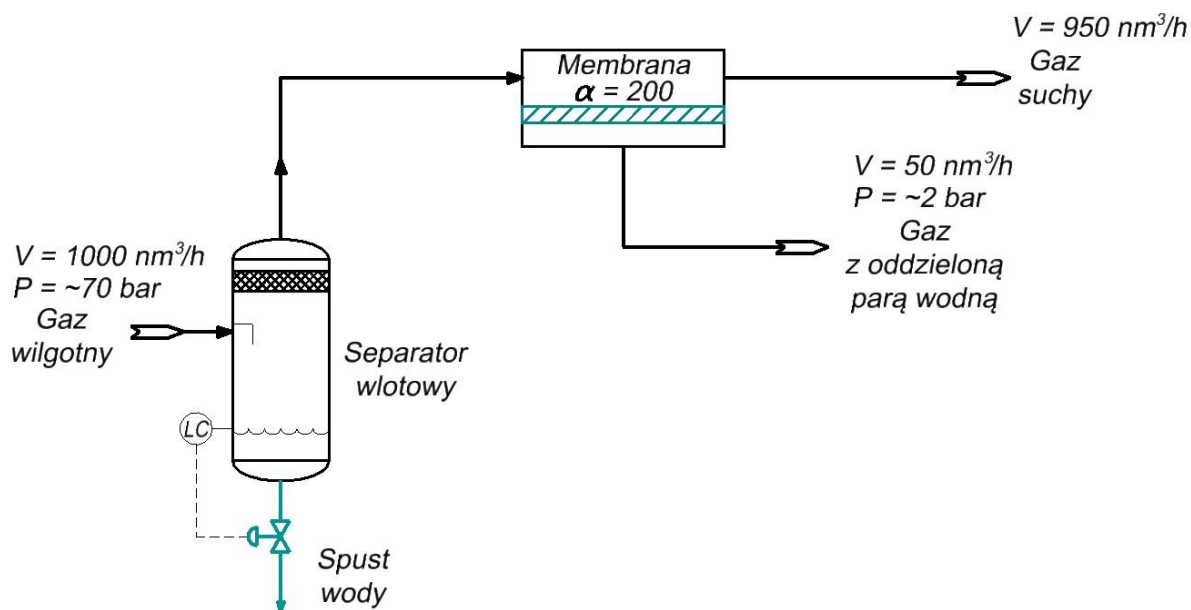 V = 950 nm³/h
Gaz
suchy
Membrana
α = 200
V = 50 nm³/h
P = ~2 bar
Gaz
z oddzieloną
parą wodną
V = 1000 nm³/h
P = ~70 bar
Gaz
wilgotny
Separator
wlotowy
LC
Spust
wody